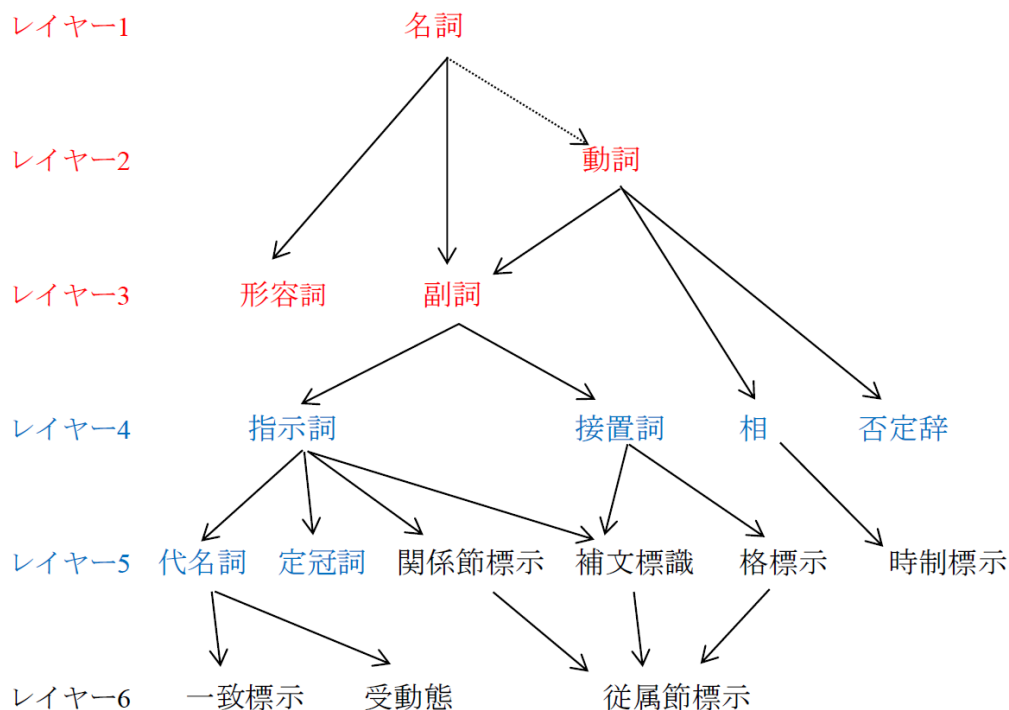 レイヤー1 名詞
レイヤー2 動詞
レイヤー3 形容詞 副詞
レイヤー4 指示詞 接置詞 相 否定辞
レイヤー5 代名詞 定冠詞 関係節標示 補文標識 格標示 時制標示
レイヤー6 一致標示 受動態 従属節標示